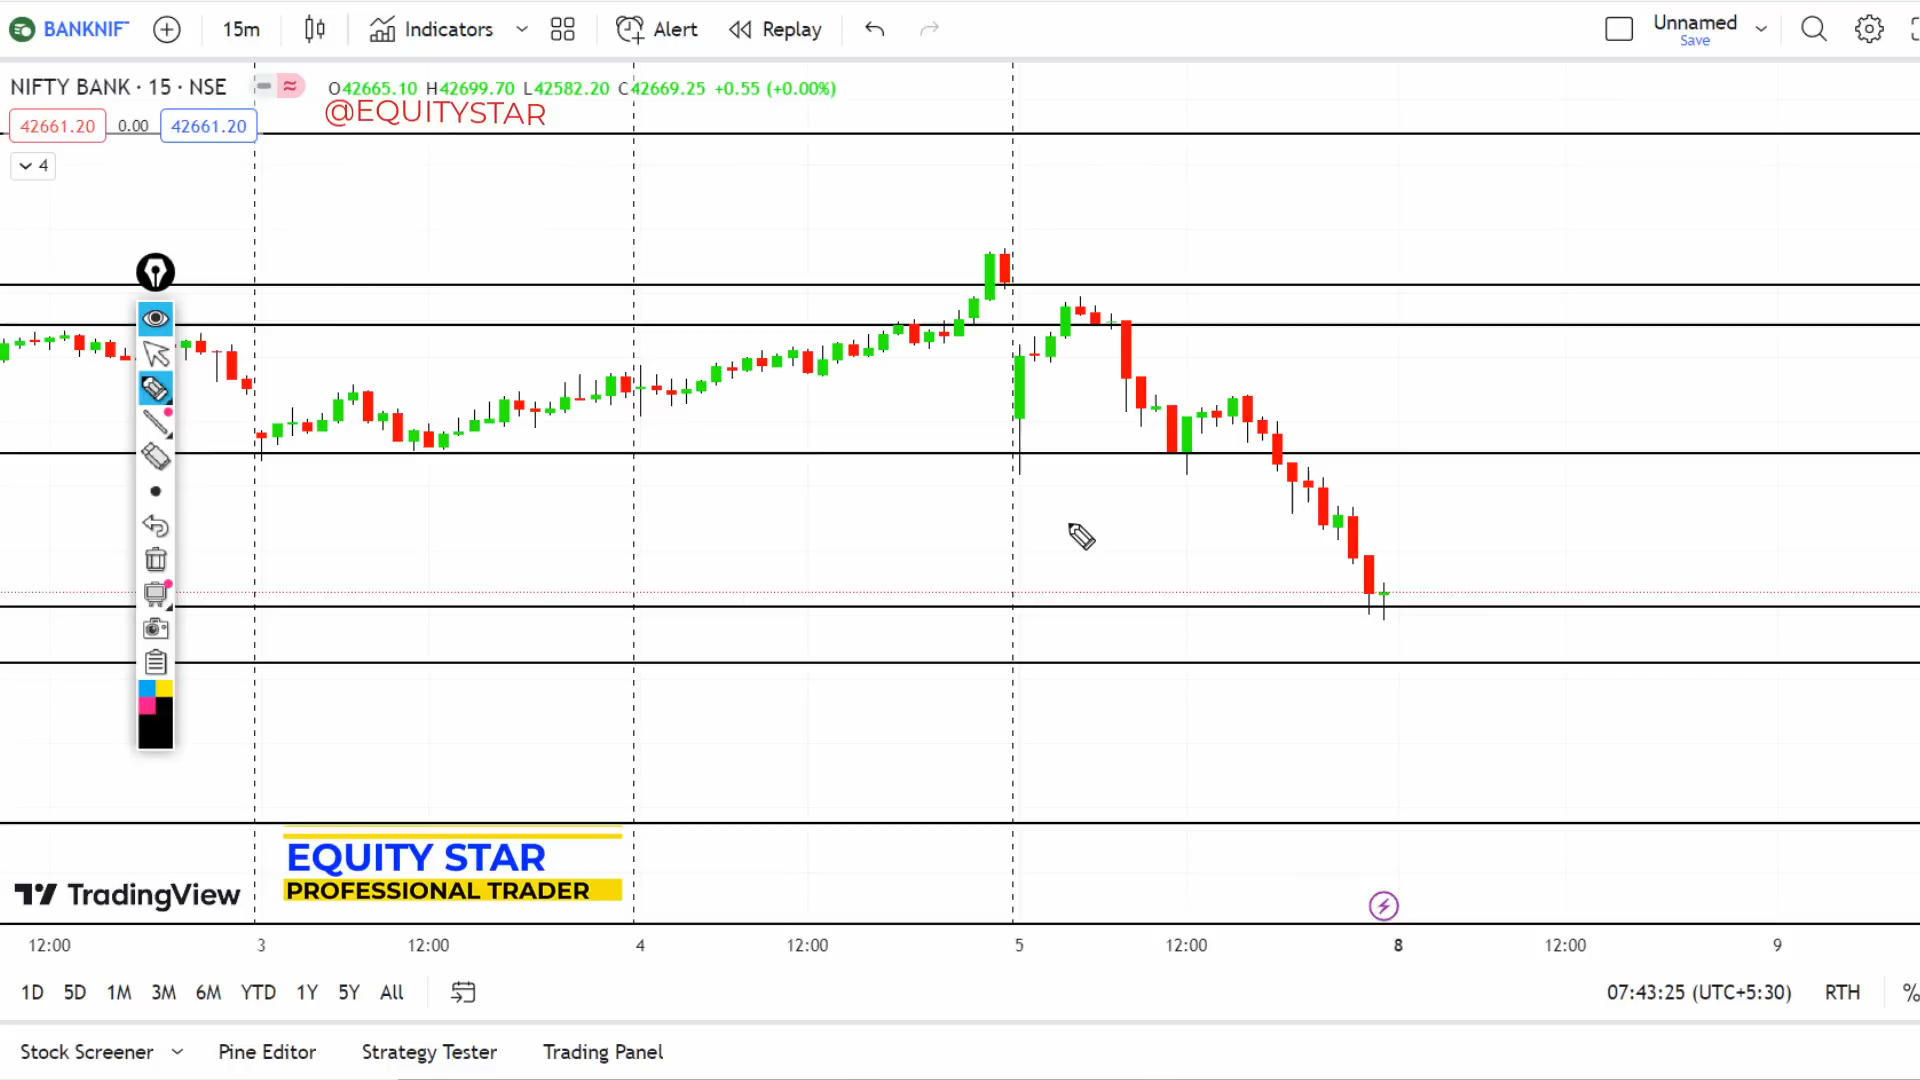 BANKNIF
15m
Indicators
Alert
Replay
Unnamed
Save
NIFTY BANK · 15 · NSE
O42665.10 H42699.70 L42582.20 C42669.25 +0.55 (+0.00%)
@EQUITYSTAR
42661.20 0.00 42661.20
4
EQUITY STAR
PROFESSIONAL TRADER
TradingView
12:00 3 12:00 4 12:00 5 12:00 8 12:00 9
1D 5D 1M 3M 6M YTD 1Y 5Y All
07:43:25 (UTC+5:30) RTH %
Stock Screener Pine Editor Strategy Tester Trading Panel